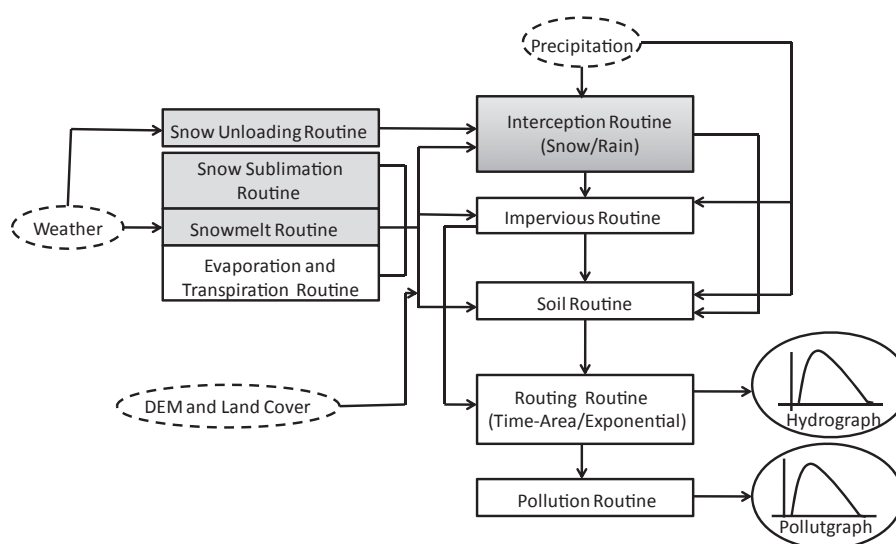 Precipitation
Snow Unloading Routine
Interception Routine
(Snow/Rain)
Snow Sublimation
Routine
Weather
Snowmelt Routine
Impervious Routine
Evaporation and
Transpiration Routine
Soil Routine
DEM and Land Cover
Routing Routine
(Time-Area/Exponential)
Hydrograph
Pollution Routine
Pollutgraph